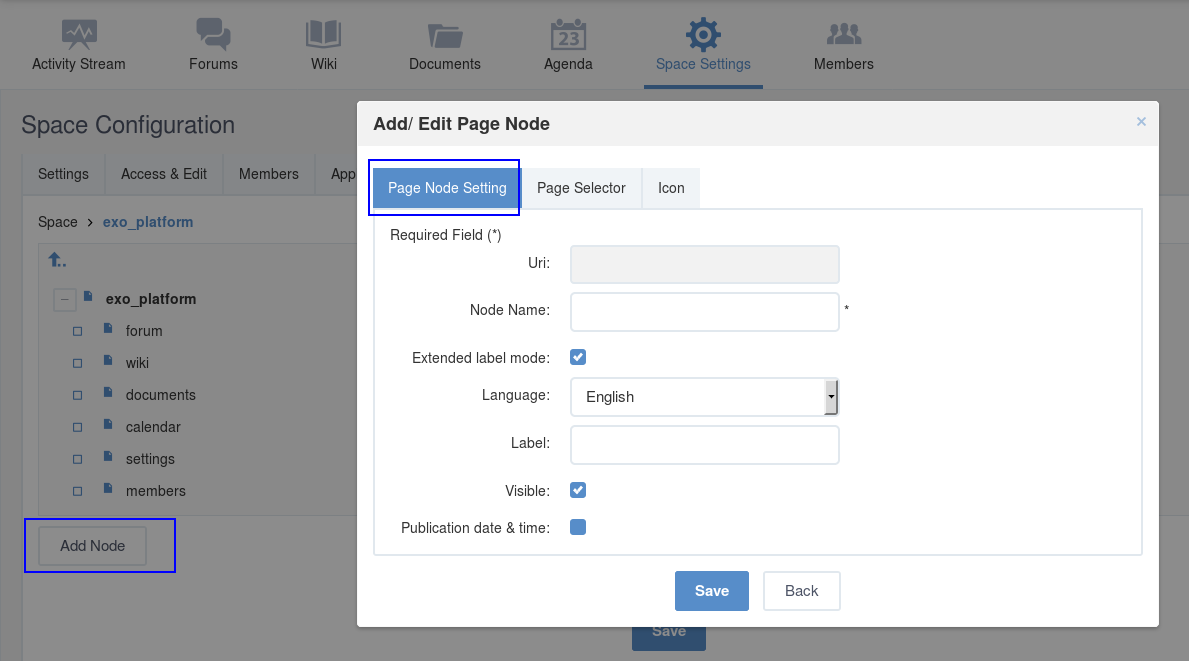 23
Activity Stream Forums Wiki Documents Agenda Space Settings Members
Space Configuration
Settings Access & Edit Members App
Space > exo_platform
exo_platform
forum
wiki
documents
calendar
settings
members
Add Node
Add/ Edit Page Node ×
Page Node Setting Page Selector Icon
Required Field (*)
Uri:
Node Name: *
Extended label mode:
Language: English
Label:
Visible:
Publication date & time:
Save Back
Save